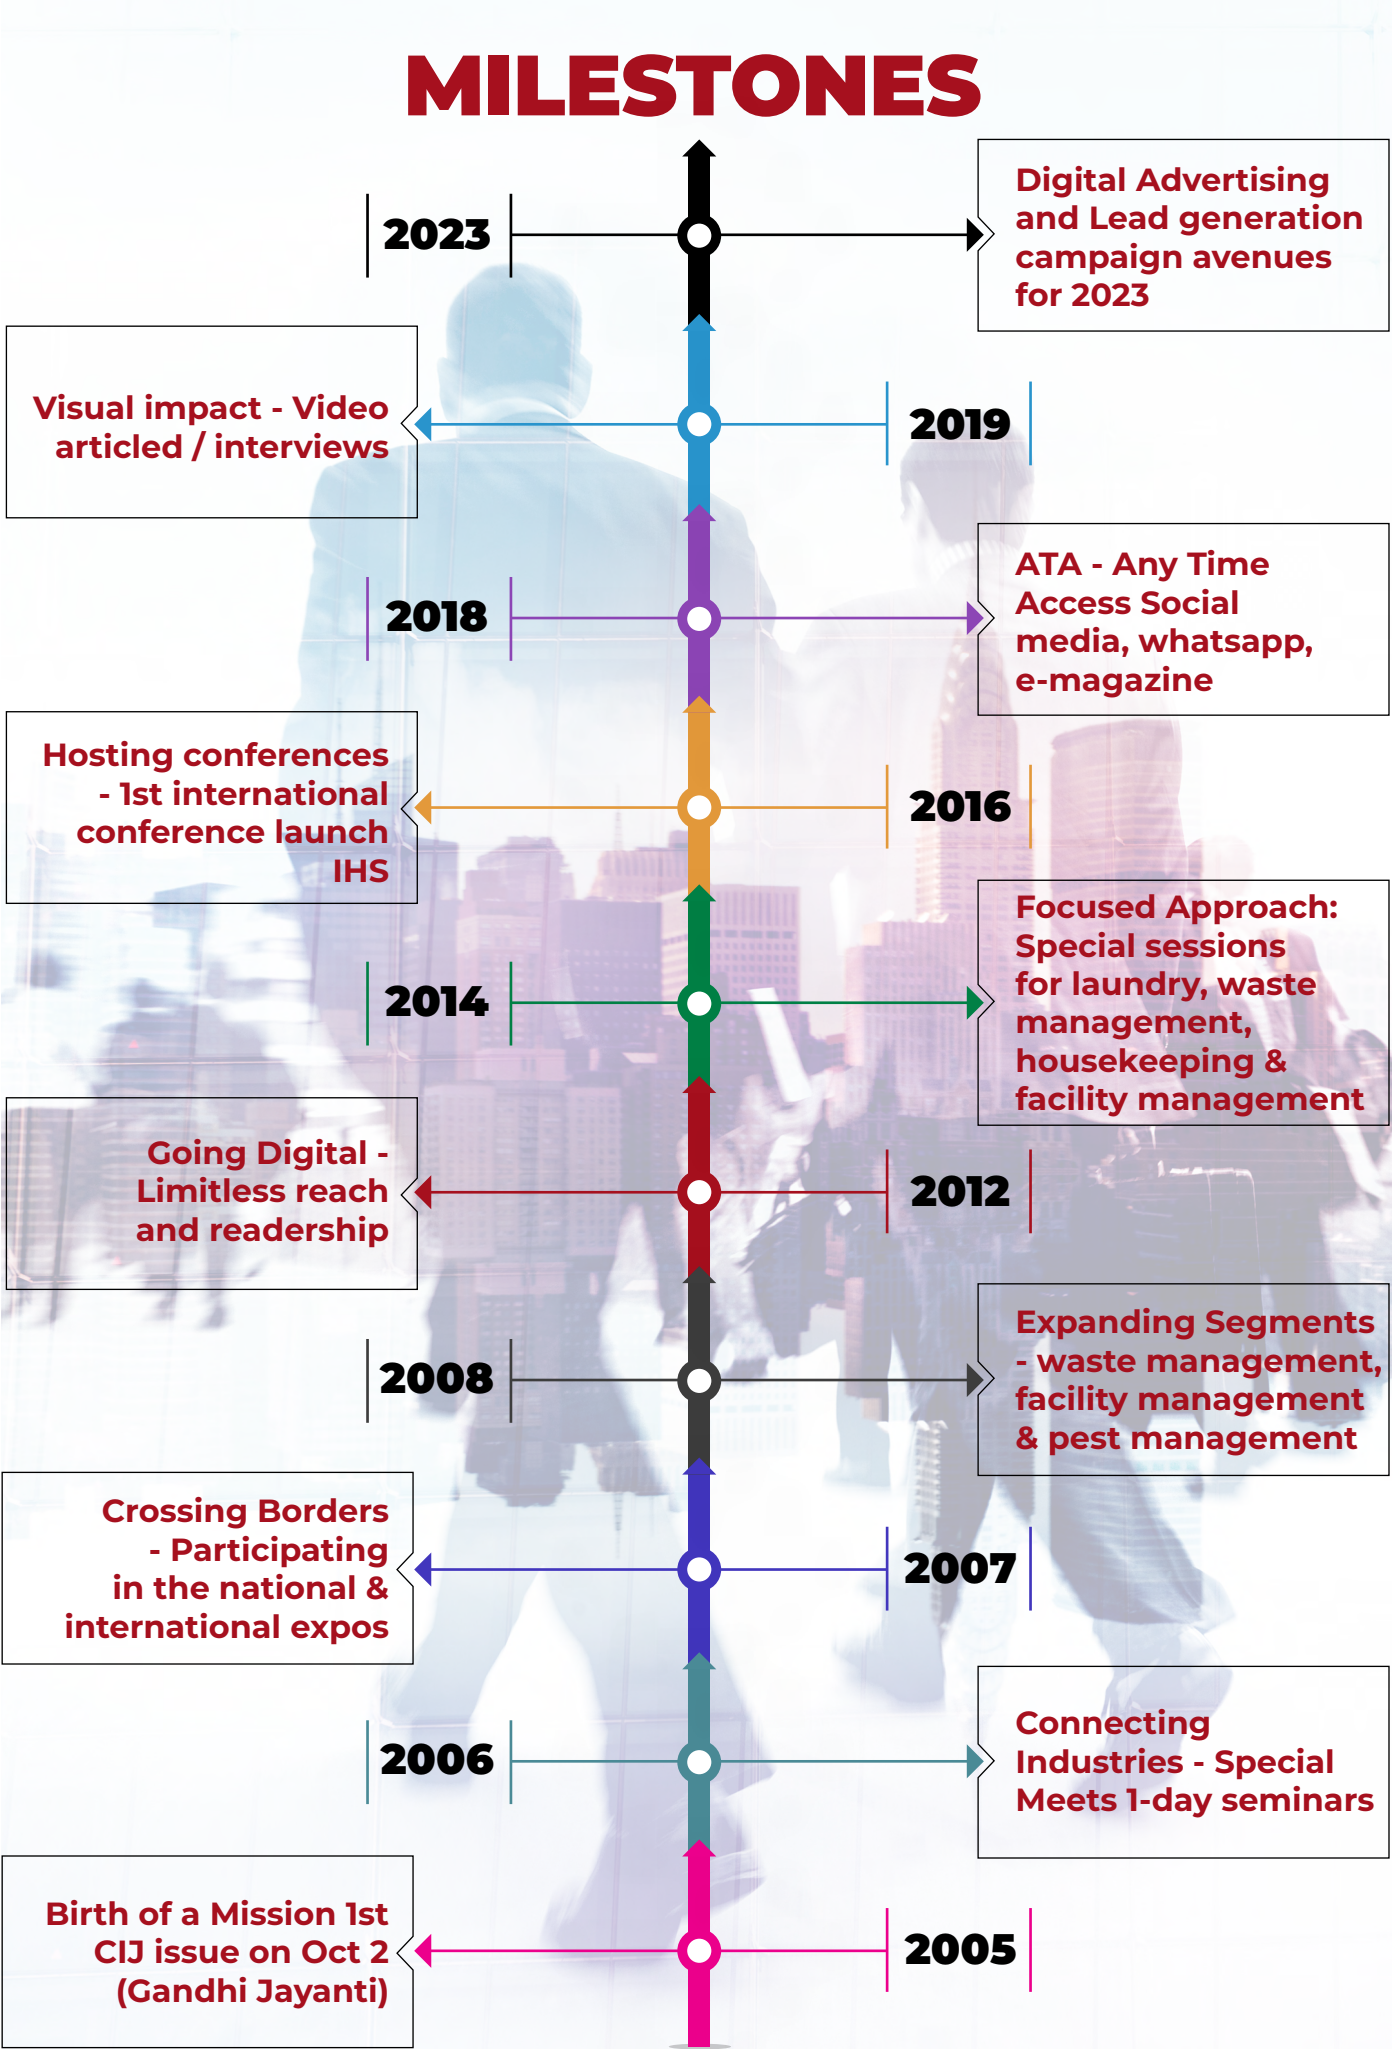 MILESTONES
2023
Digital Advertising
and Lead generation
campaign avenues
for 2023
Visual impact - Video
articled / interviews
2019
2018
ATA - Any Time
Access Social
media, whatsapp,
e-magazine
Hosting conferences
- 1st international
conference launch
IHS
2016
2014
Focused Approach:
Special sessions
for laundry, waste
management,
housekeeping &
facility management
Going Digital -
Limitless reach
and readership
2012
2008
Expanding Segments
- waste management,
facility management
& pest management
Crossing Borders
- Participating
in the national &
international expos
2007
2006
Connecting
Industries - Special
Meets 1-day seminars
Birth of a Mission 1st
CIJ issue on Oct 2
(Gandhi Jayanti)
2005